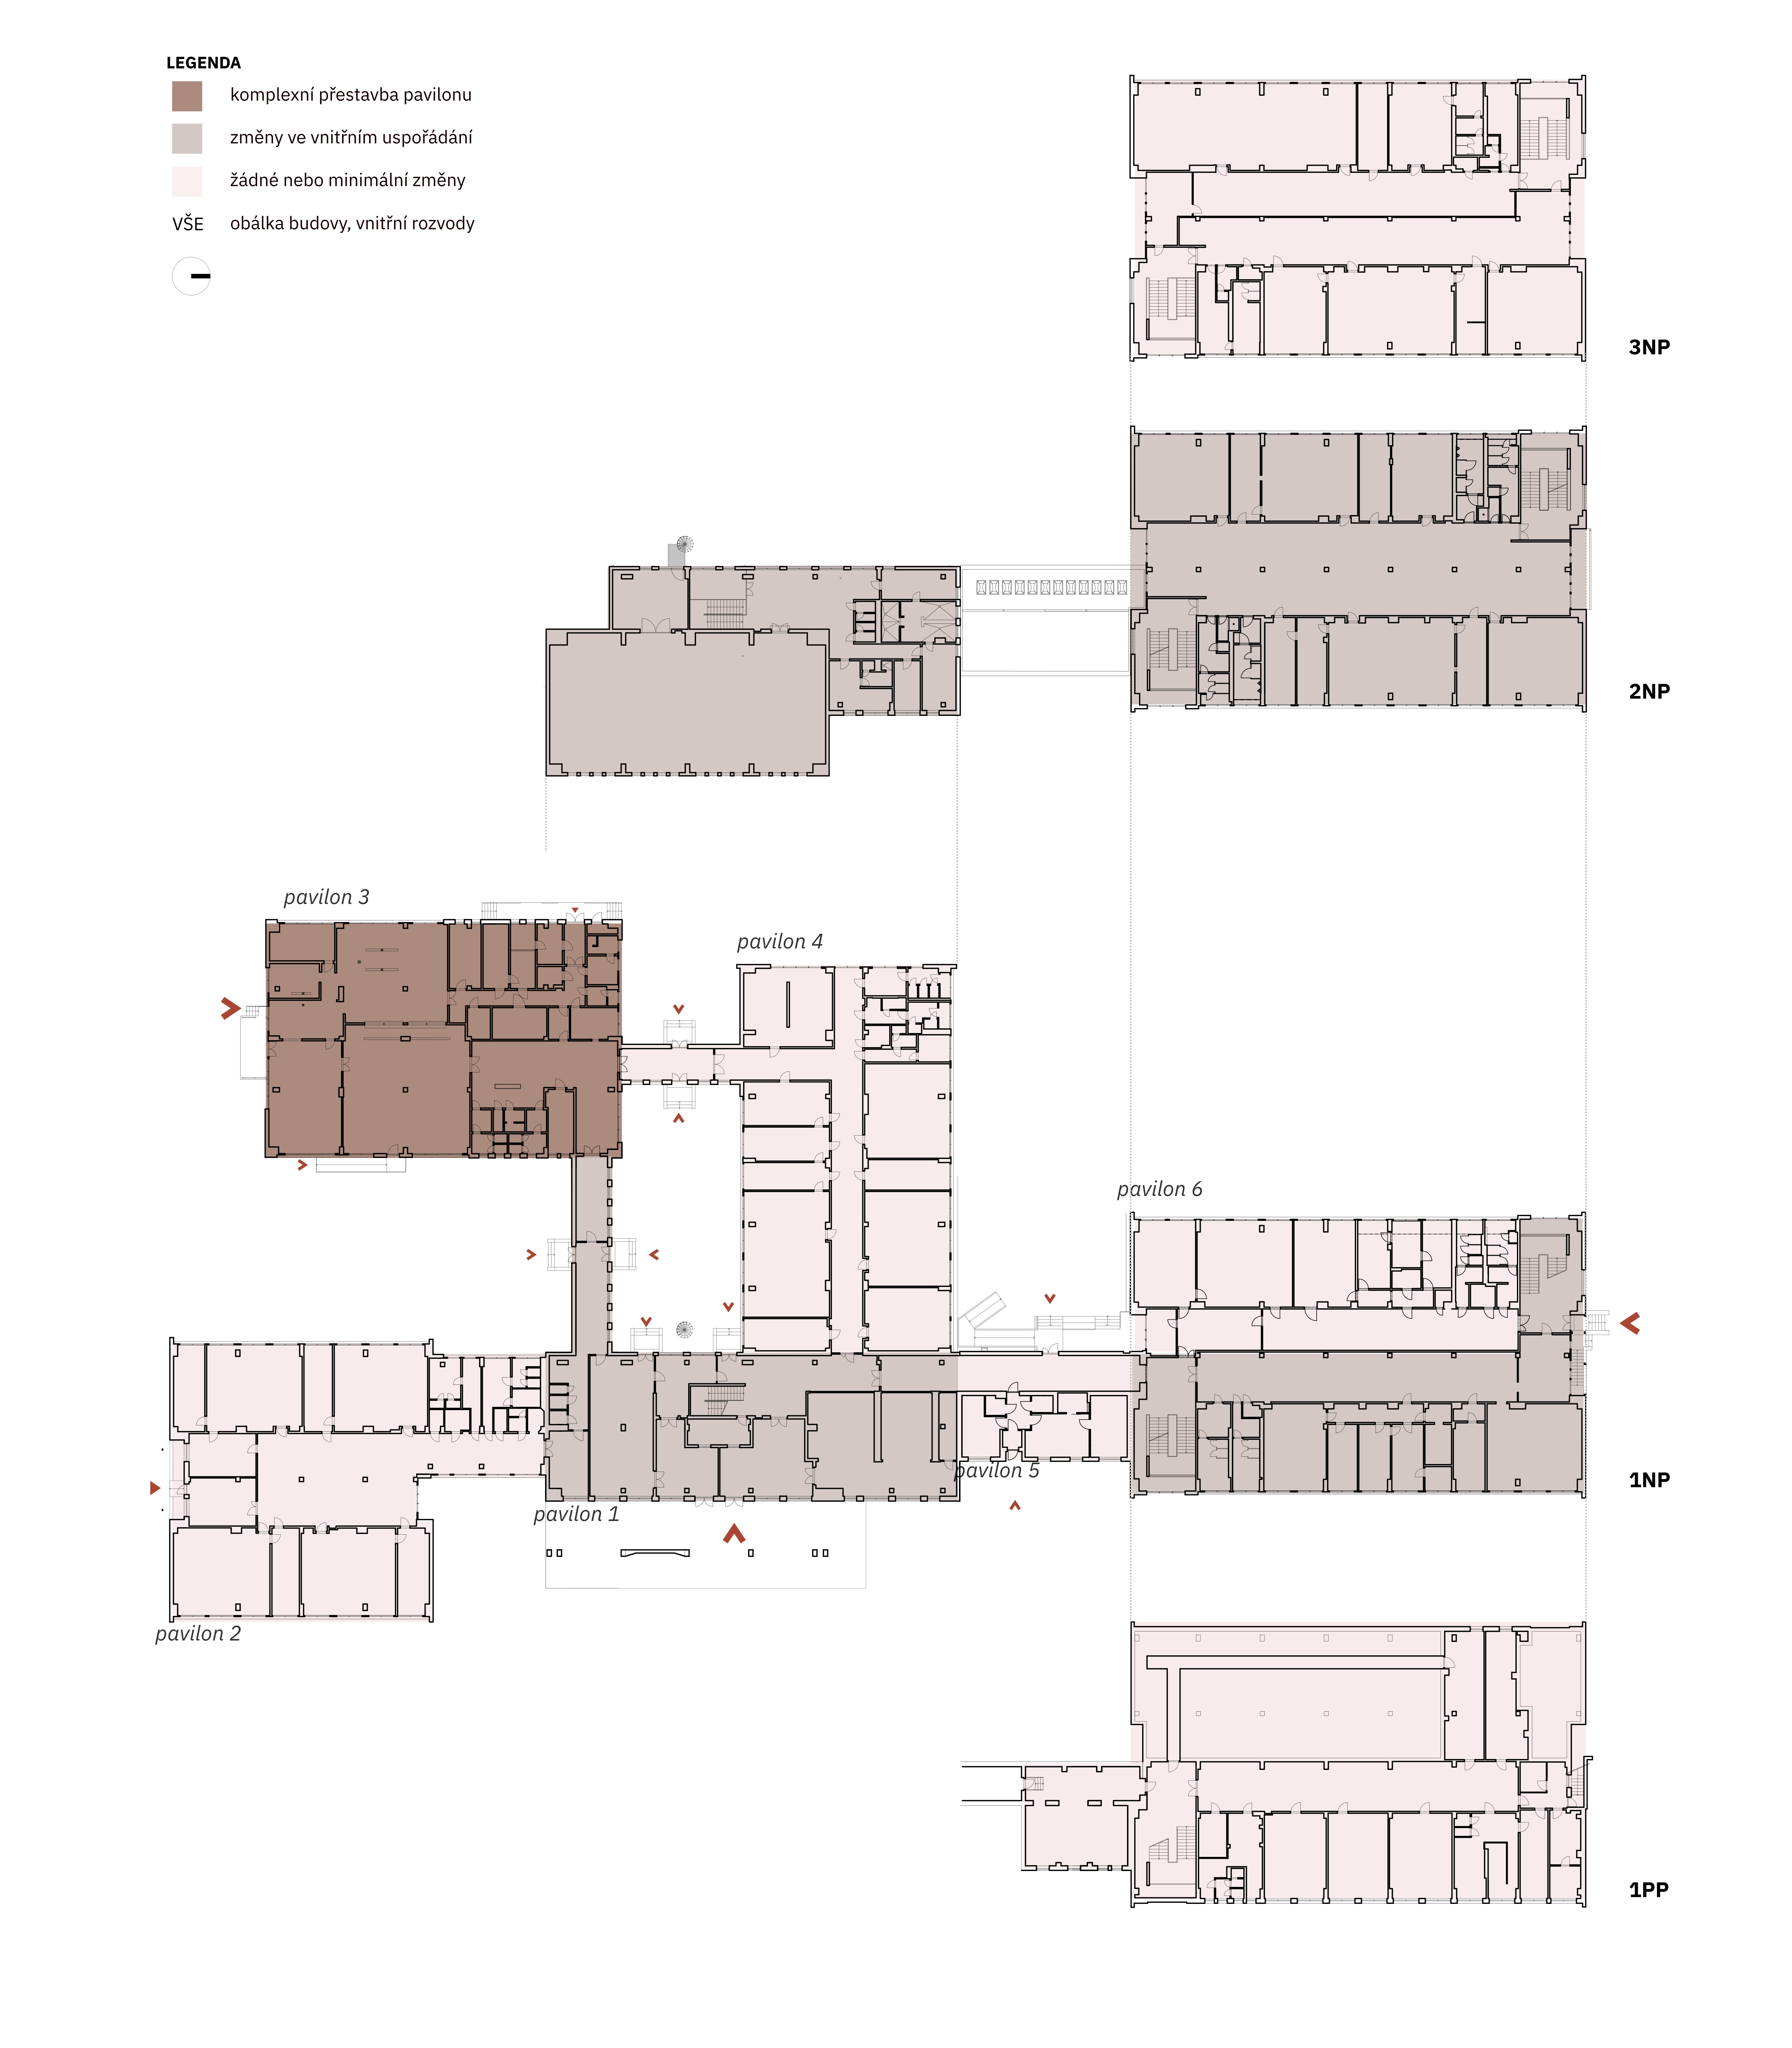 LEGENDA
komplexní přestavba pavilonu
změny ve vnitřním uspořádání
žádné nebo minimální změny
VŠE obálka budovy, vnitřní rozvody
3NP
2NP
pavilon 3
pavilon 4
pavilon 6
pavilon 5
1NP
pavilon 1
pavilon 2
1PP